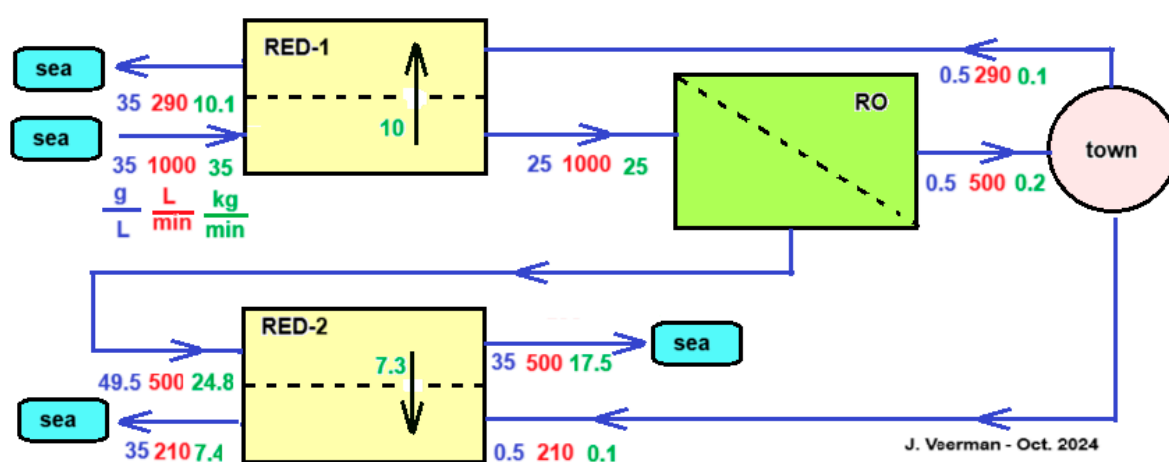 RED-1
sea
35 290 10.1
sea
35 1000 35
g/L L/min kg/min
10
25 1000 25
RO
0.5 290 0.1
town
0.5 500 0.2
RED-2
7.3
49.5 500 24.8
35 500 17.5
sea
sea
35 210 7.4
0.5 210 0.1
J. Veerman - Oct. 2024